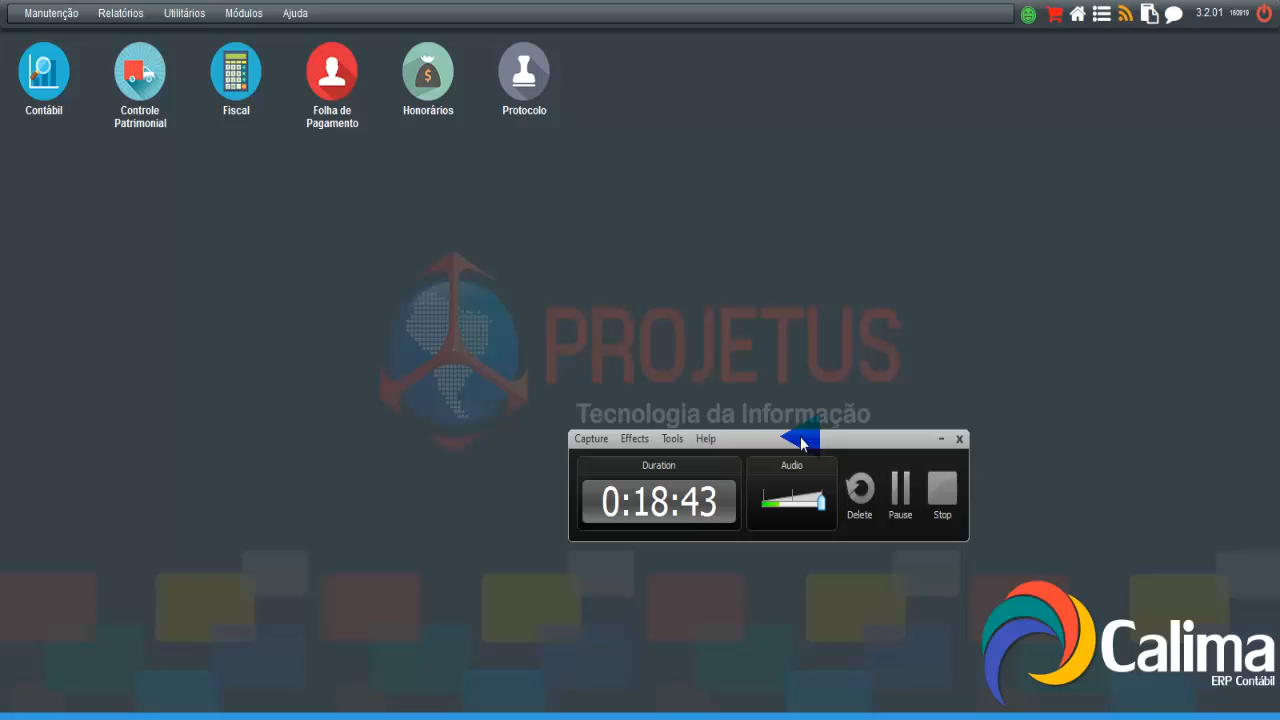 Manutenção Relatórios Utilitários Módulos Ajuda 3.2.01 160919
Contábil
Controle
Patrimonial
Fiscal
Folha de
Pagamento
Honorários
Protocolo
PROJETUS
Tecnologia da Informação
Capture Effects Tools Help
Duration
0:18:43
Audio
Delete
Pause
Stop
Calima
ERP Contábil